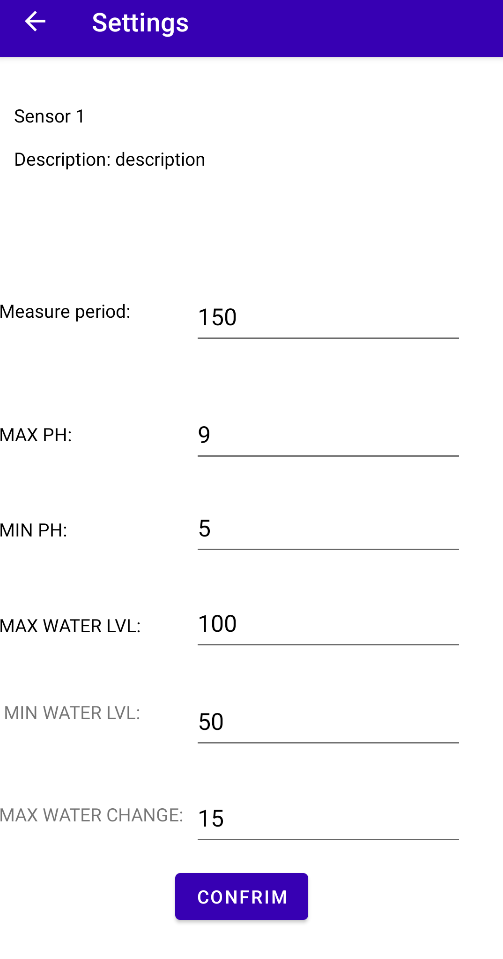 Settings
Sensor 1
Description: description
Measure period: 150
MAX PH: 9
MIN PH: 5
MAX WATER LVL: 100
MIN WATER LVL: 50
MAX WATER CHANGE: 15
CONFRIM